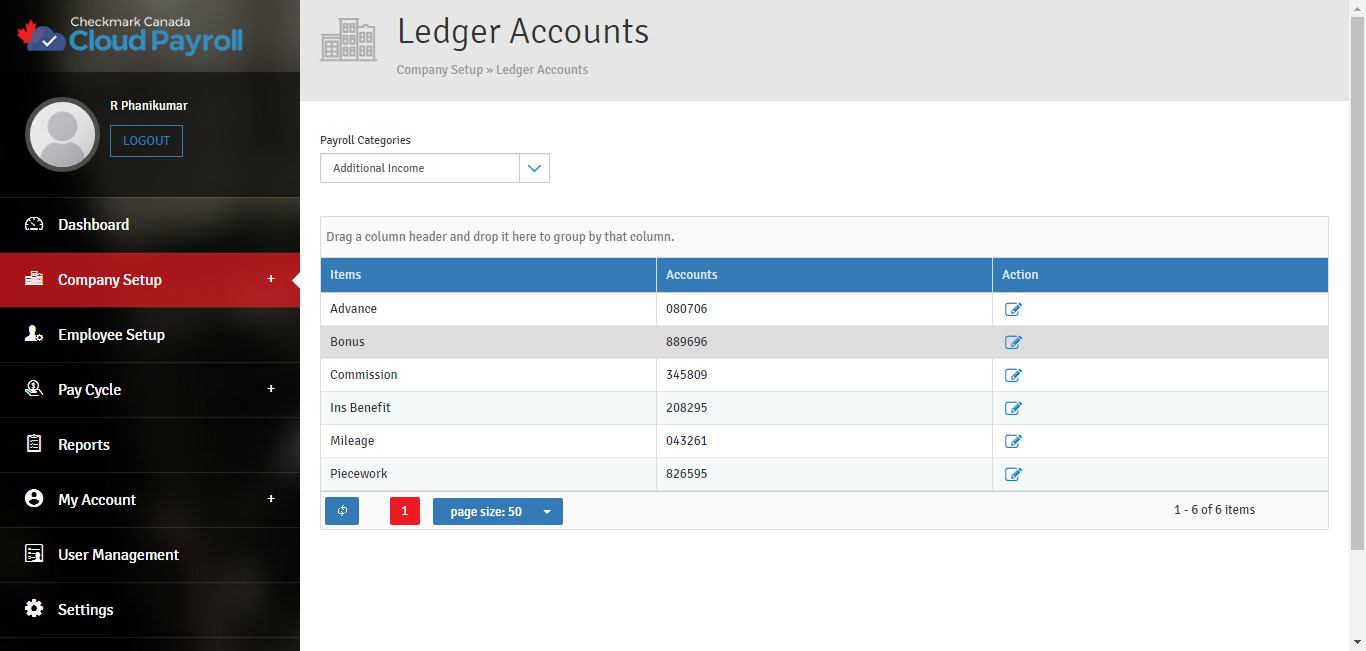 Checkmark Canada
Cloud Payroll
R Phanikumar
LOGOUT
Dashboard
Company Setup +
Employee Setup
Pay Cycle +
Reports
My Account +
User Management
Settings
Ledger Accounts
Company Setup » Ledger Accounts
Payroll Categories
Additional Income
Drag a column header and drop it here to group by that column.
Items Accounts Action
Advance 080706
Bonus 889696
Commission 345809
Ins Benefit 208295
Mileage 043261
Piecework 826595
1 page size: 50 1 - 6 of 6 items